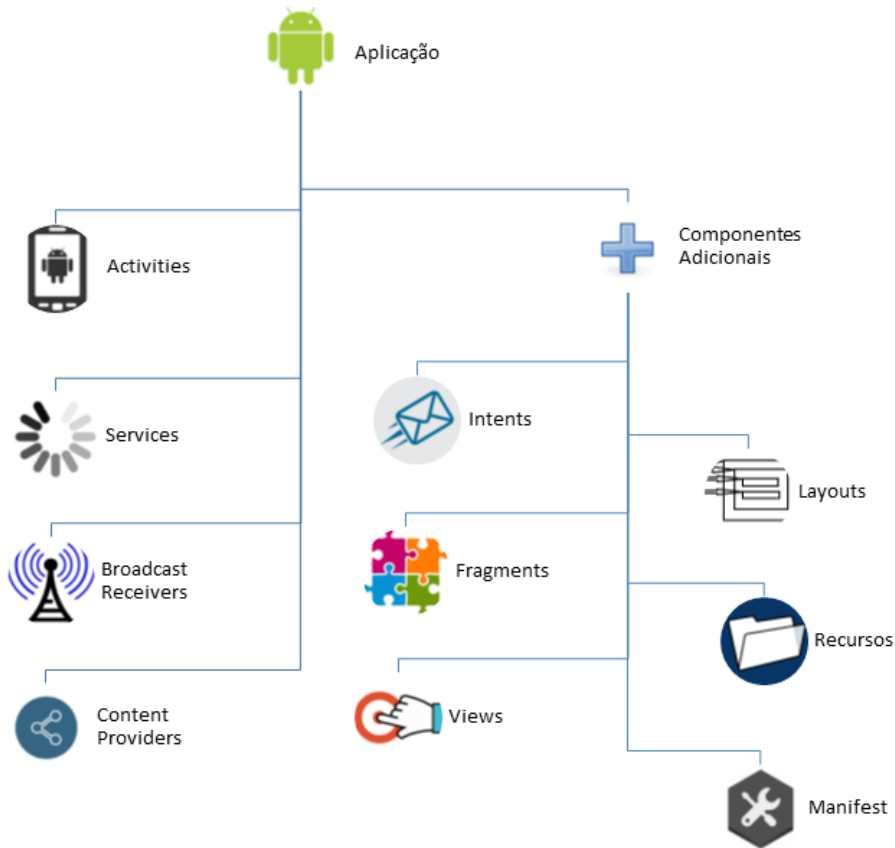 Aplicação
Activities
Componentes
Adicionais
Services
Intents
Layouts
Broadcast
Receivers
Fragments
Recursos
Content
Providers
Views
Manifest